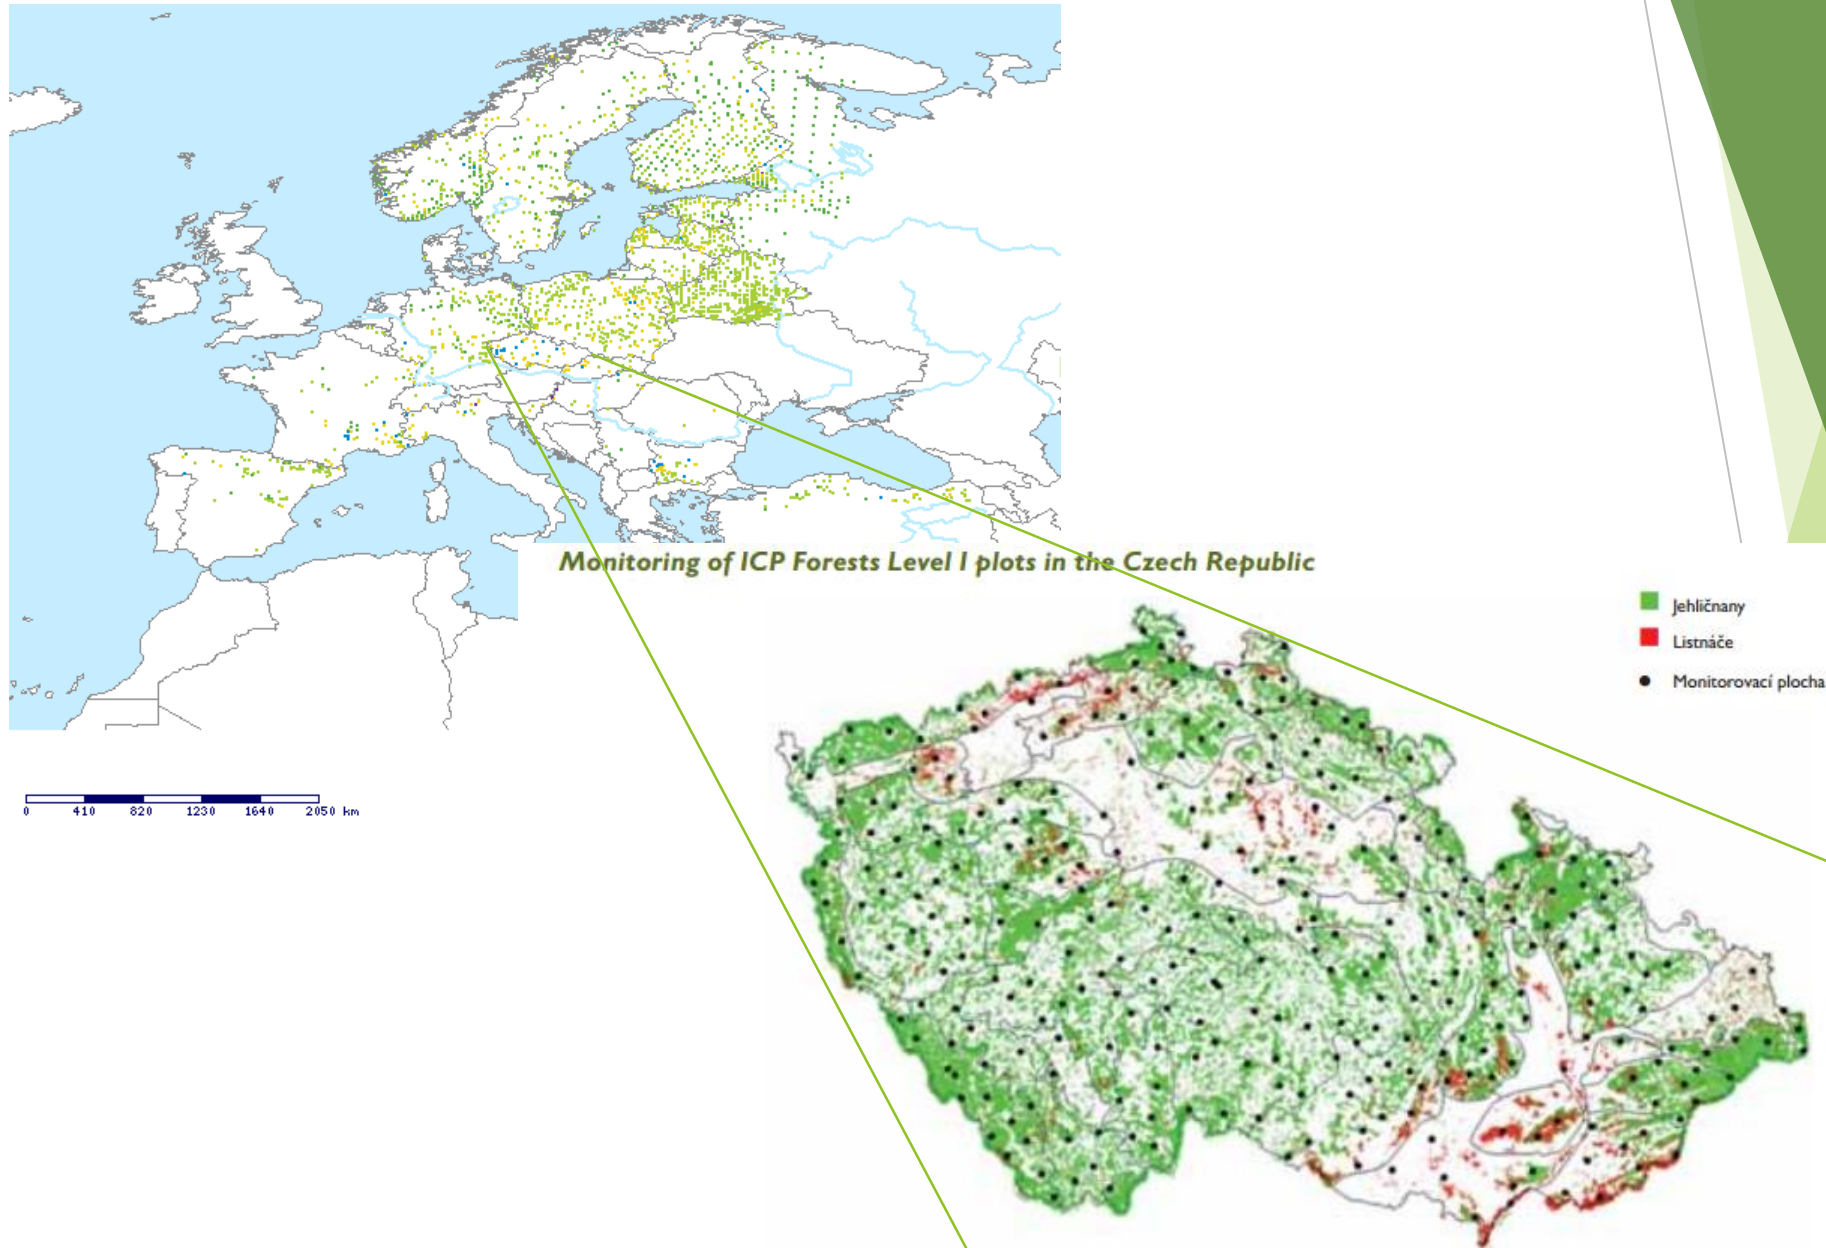 Monitoring of ICP Forests Level I plots in the Czech Republic
Jehličnany
Listnáče
Monitorovací plocha
0 410 820 1230 1640 2050 km